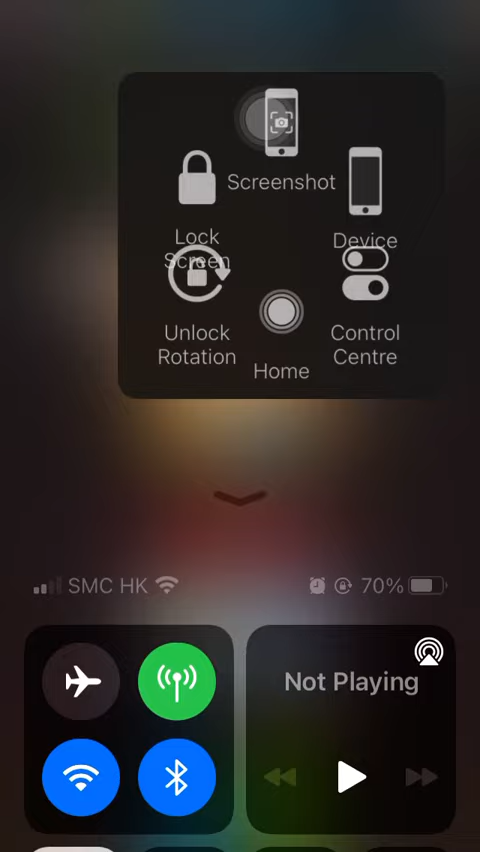 Screenshot
Lock
Screen
Device
Unlock
Rotation
Control
Centre
Home
SMC HK
70%
Not Playing